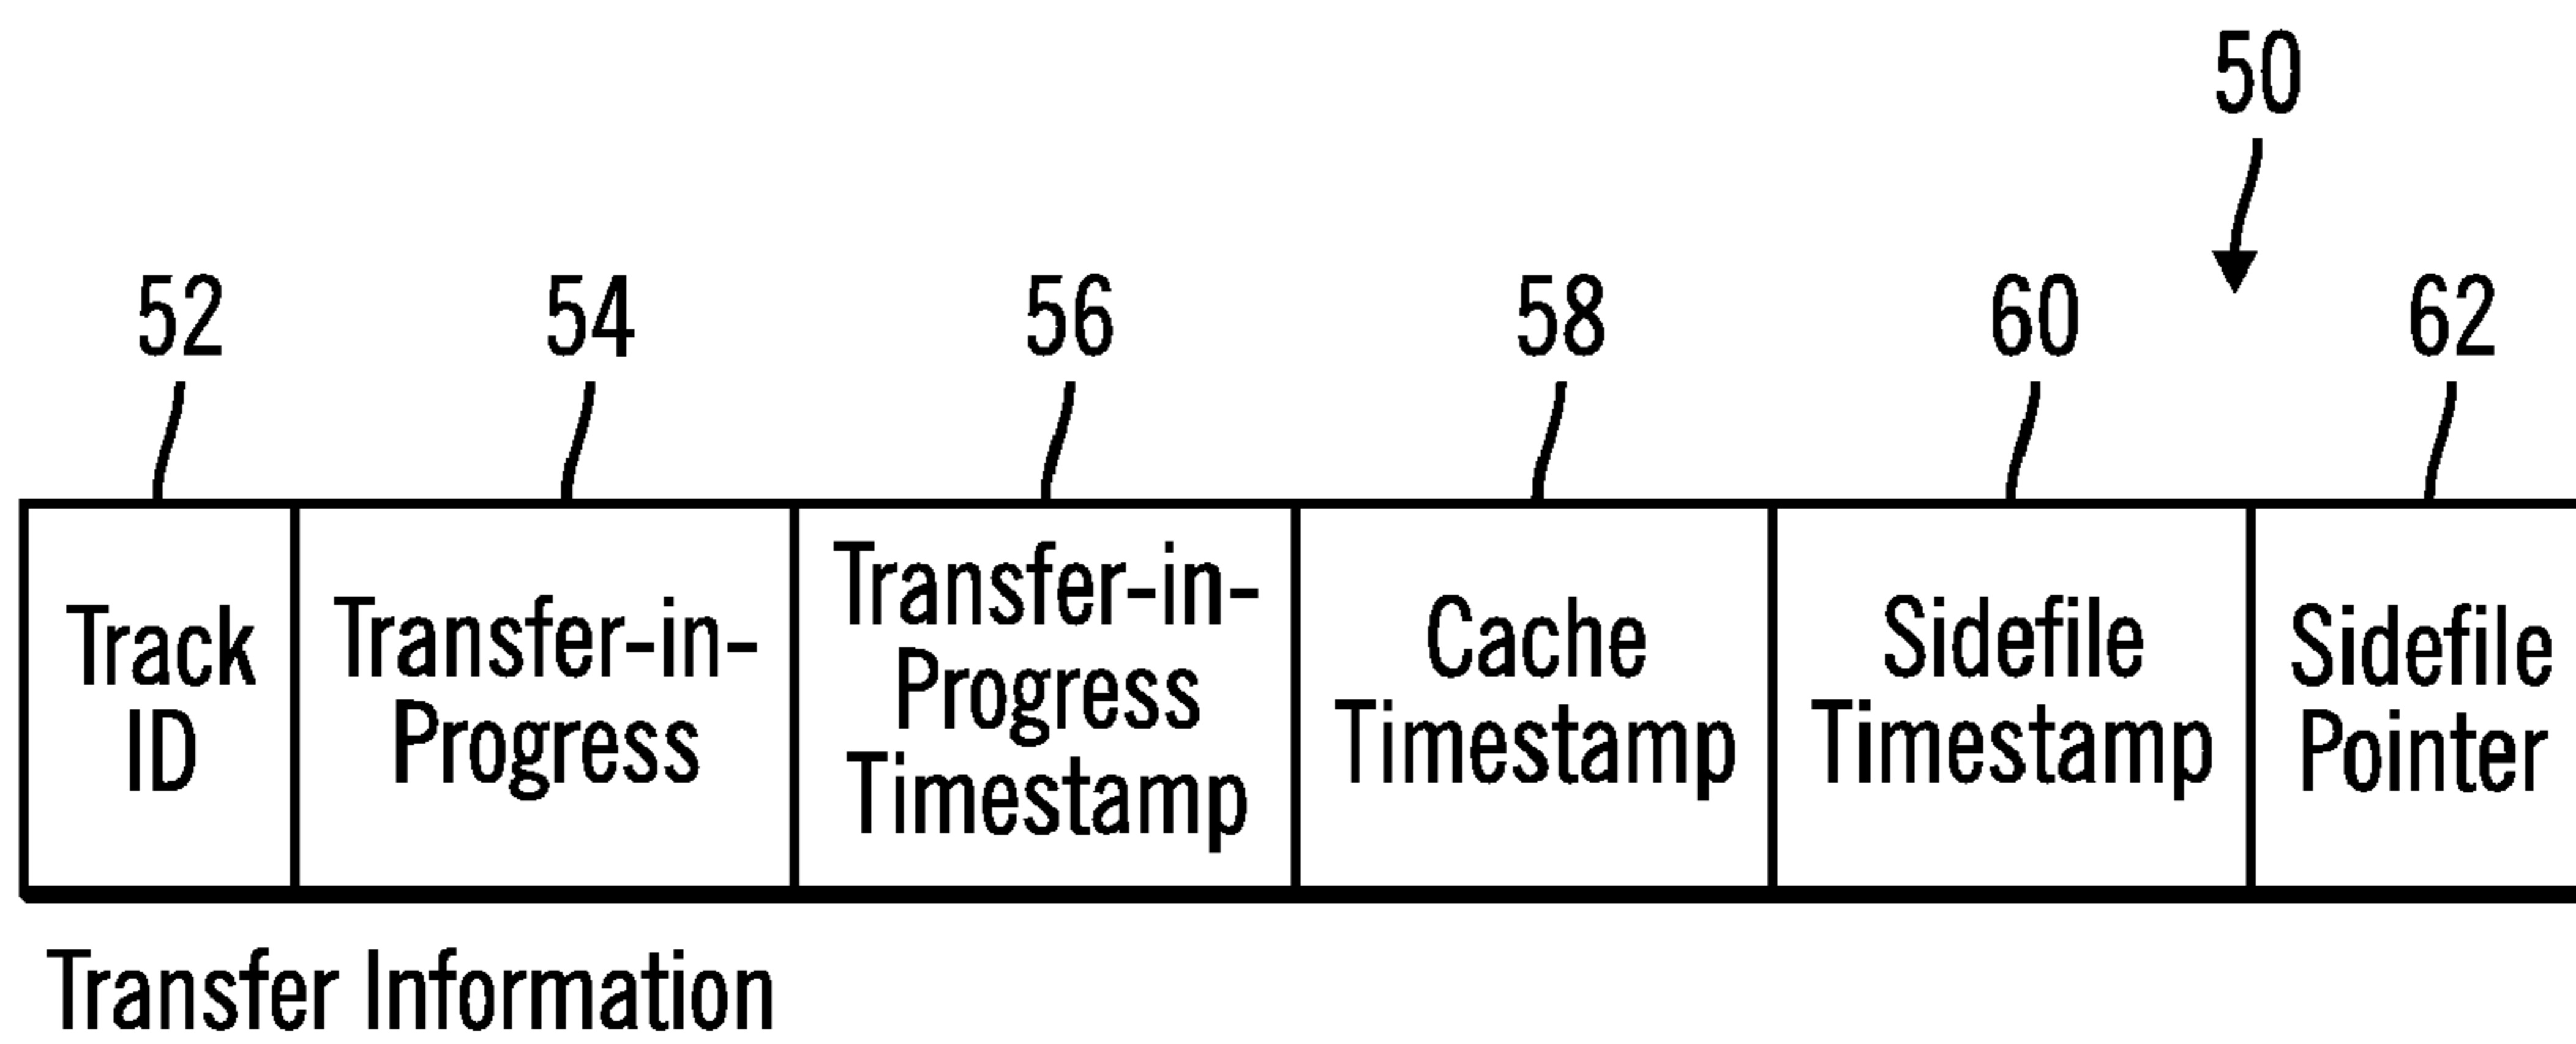 50
52
54
56
58
60
62
Track
ID
Transfer-in-
Progress
Transfer-in-
Progress
Timestamp
Cache
Timestamp
Sidefile
Timestamp
Sidefile
Pointer
Transfer Information